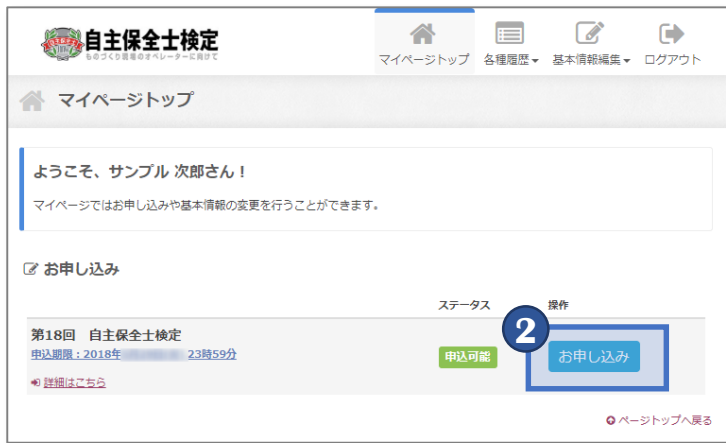 自主保全士検定
ものづくり現場のオペレーターに向けて
マイページトップ 各種履歴 基本情報編集 ログアウト
マイページトップ
ようこそ、サンプル 次郎さん！
マイページではお申し込みや基本情報の変更を行うことができます。
お申し込み
ステータス 操作
2
第18回 自主保全士検定
申込期限：2018年 23時59分
申込可能 お申し込み
詳細はこちら
ページトップへ戻る